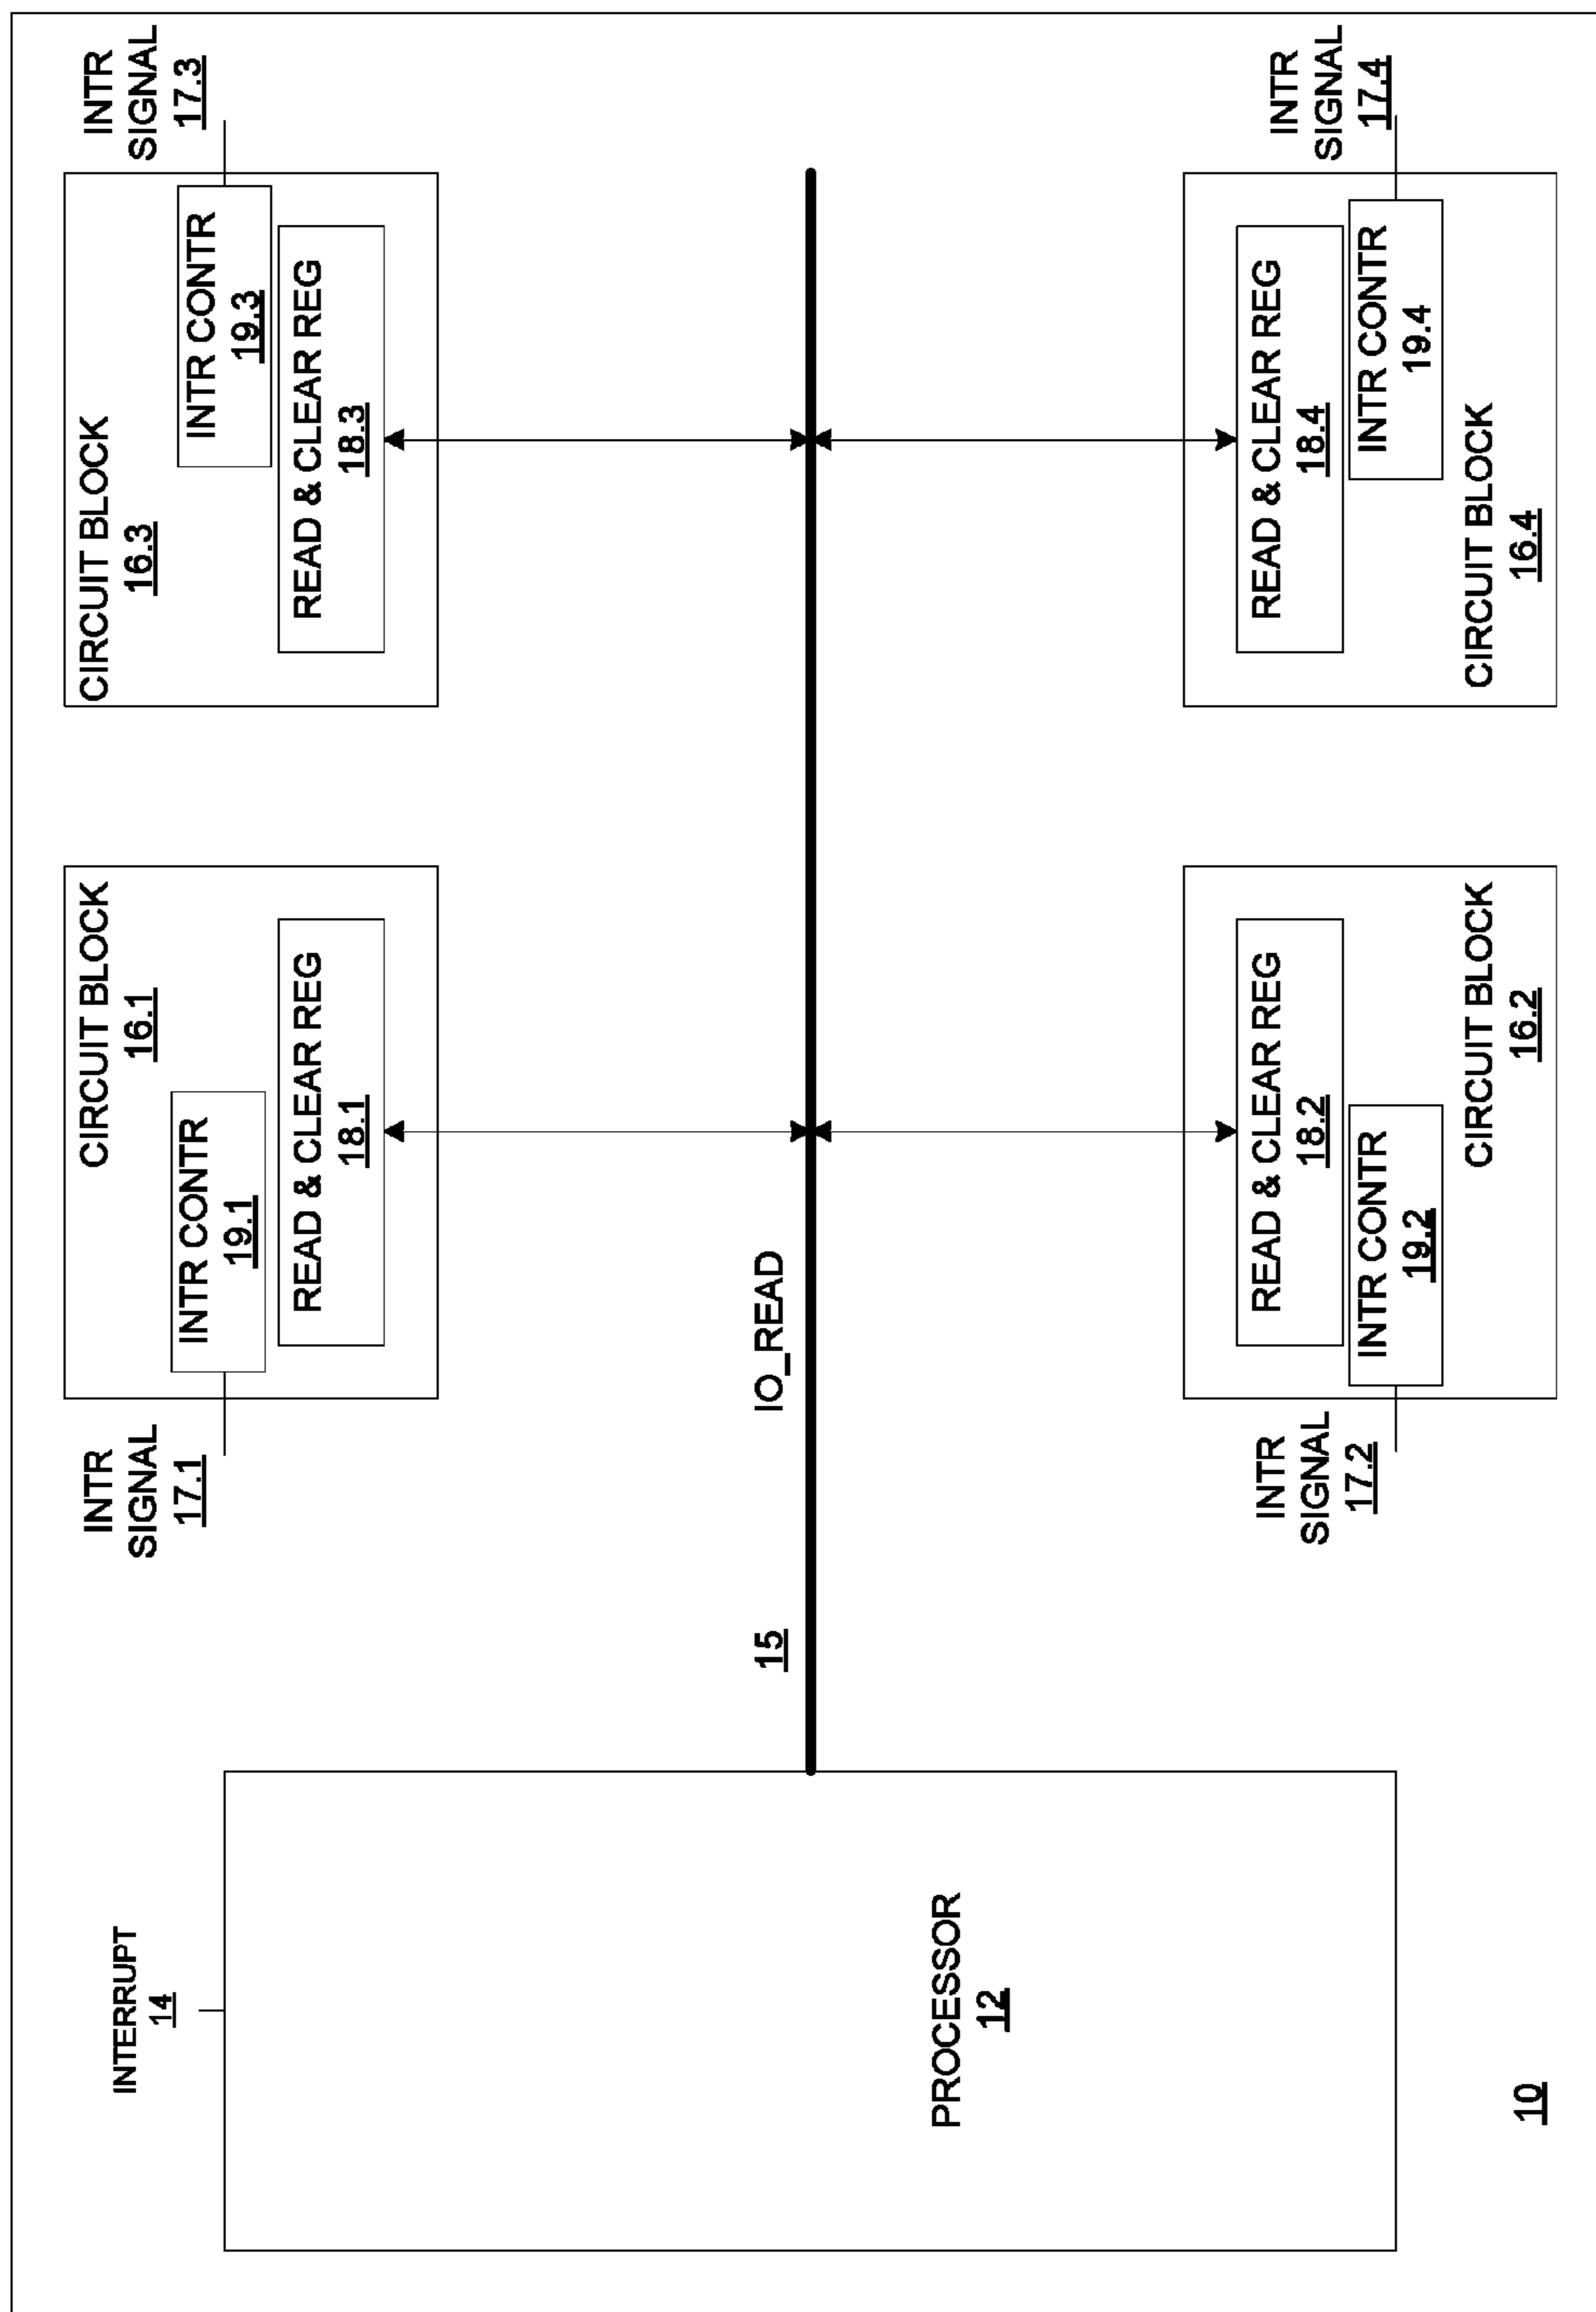 INTERRUPT
14
PROCESSOR
12
10
15
IO_READ
INTR
SIGNAL
17.1
CIRCUIT BLOCK
16.1
INTR CONTR
19.1
READ & CLEAR REG
18.1
INTR
SIGNAL
17.3
CIRCUIT BLOCK
16.3
INTR CONTR
19.3
READ & CLEAR REG
18.3
INTR
SIGNAL
17.2
READ & CLEAR REG
18.2
INTR CONTR
19.2
CIRCUIT BLOCK
16.2
INTR
SIGNAL
17.4
READ & CLEAR REG
18.4
INTR CONTR
19.4
CIRCUIT BLOCK
16.4